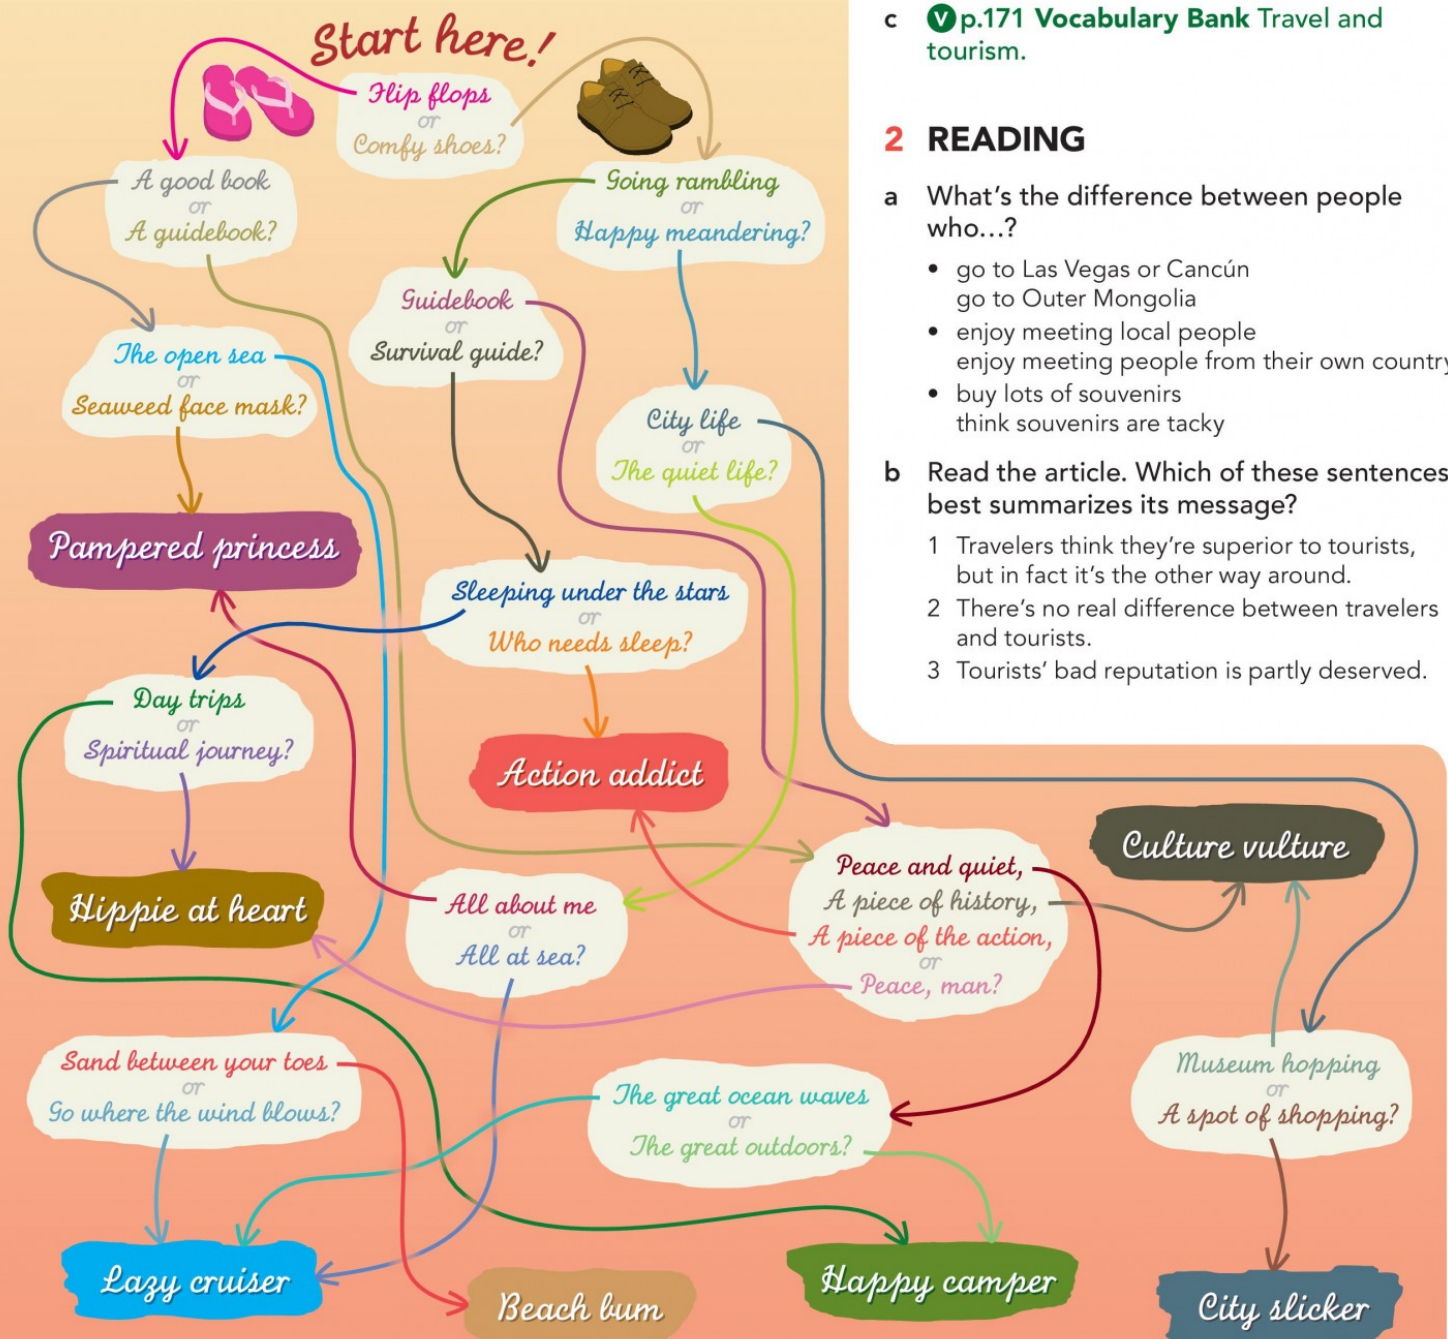 Start here!
Flip flops
or
Comfy shoes?
A good book
or
A guidebook?
Going rambling
or
Happy meandering?
Guidebook
or
Survival guide?
The open sea
or
Seaweed face mask?
City life
or
The quiet life?
Pampered princess
Sleeping under the stars
or
Who needs sleep?
Day trips
or
Spiritual journey?
Action addict
Culture vulture
Peace and quiet,
A piece of history,
A piece of the action,
or
Peace, man?
Hippie at heart
All about me
or
All at sea?
Sand between your toes
or
Go where the wind blows?
The great ocean waves
or
The great outdoors?
Museum hopping
or
A spot of shopping?
Lazy cruiser
Beach bum
Happy camper
City slicker
c V p.171 Vocabulary Bank Travel and
tourism.
2 READING
a What's the difference between people
who…?
• go to Las Vegas or Cancún
go to Outer Mongolia
• enjoy meeting local people
enjoy meeting people from their own country
• buy lots of souvenirs
think souvenirs are tacky
b Read the article. Which of these sentences
best summarizes its message?
1 Travelers think they're superior to tourists,
but in fact it's the other way around.
2 There's no real difference between travelers
and tourists.
3 Tourists' bad reputation is partly deserved.